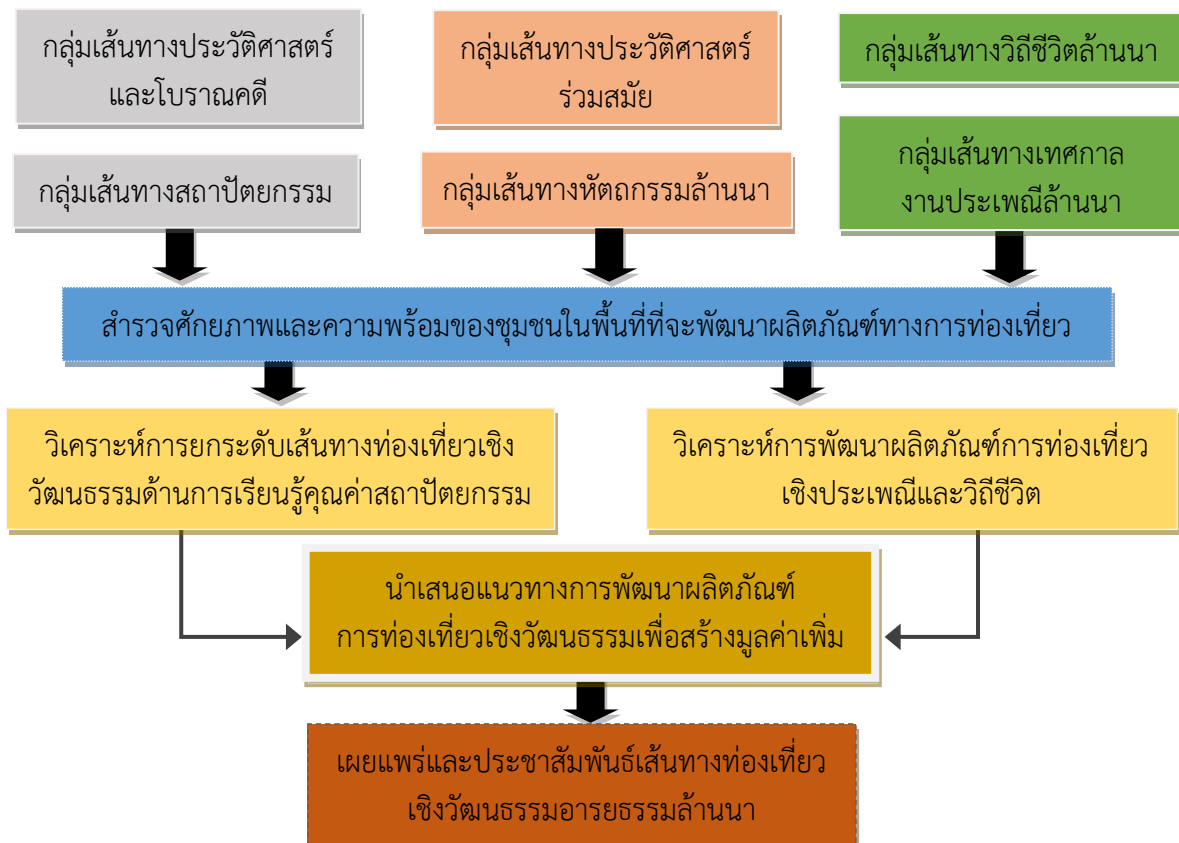 กลุ่มเส้นทางประวัติศาสตร์
และโบราณคดี
กลุ่มเส้นทางประวัติศาสตร์
ร่วมสมัย
กลุ่มเส้นทางวิถีชีวิตล้านนา
กลุ่มเส้นทางสถาปัตยกรรม
กลุ่มเส้นทางหัตถกรรมล้านนา
กลุ่มเส้นทางเทศกาล
งานประเพณีล้านนา
สำรวจศักยภาพและความพร้อมของชุมชนในพื้นที่ที่จะพัฒนาผลิตภัณฑ์ทางการท่องเที่ยว
วิเคราะห์การยกระดับเส้นทางท่องเที่ยวเชิง
วัฒนธรรมด้านการเรียนรู้คุณค่าสถาปัตยกรรม
วิเคราะห์การพัฒนาผลิตภัณฑ์การท่องเที่ยว
เชิงประเพณีและวิถีชีวิต
นำเสนอแนวทางการพัฒนาผลิตภัณฑ์
การท่องเที่ยวเชิงวัฒนธรรมเพื่อสร้างมูลค่าเพิ่ม
เผยแพร่และประชาสัมพันธ์เส้นทางท่องเที่ยว
เชิงวัฒนธรรมอารยธรรมล้านนา